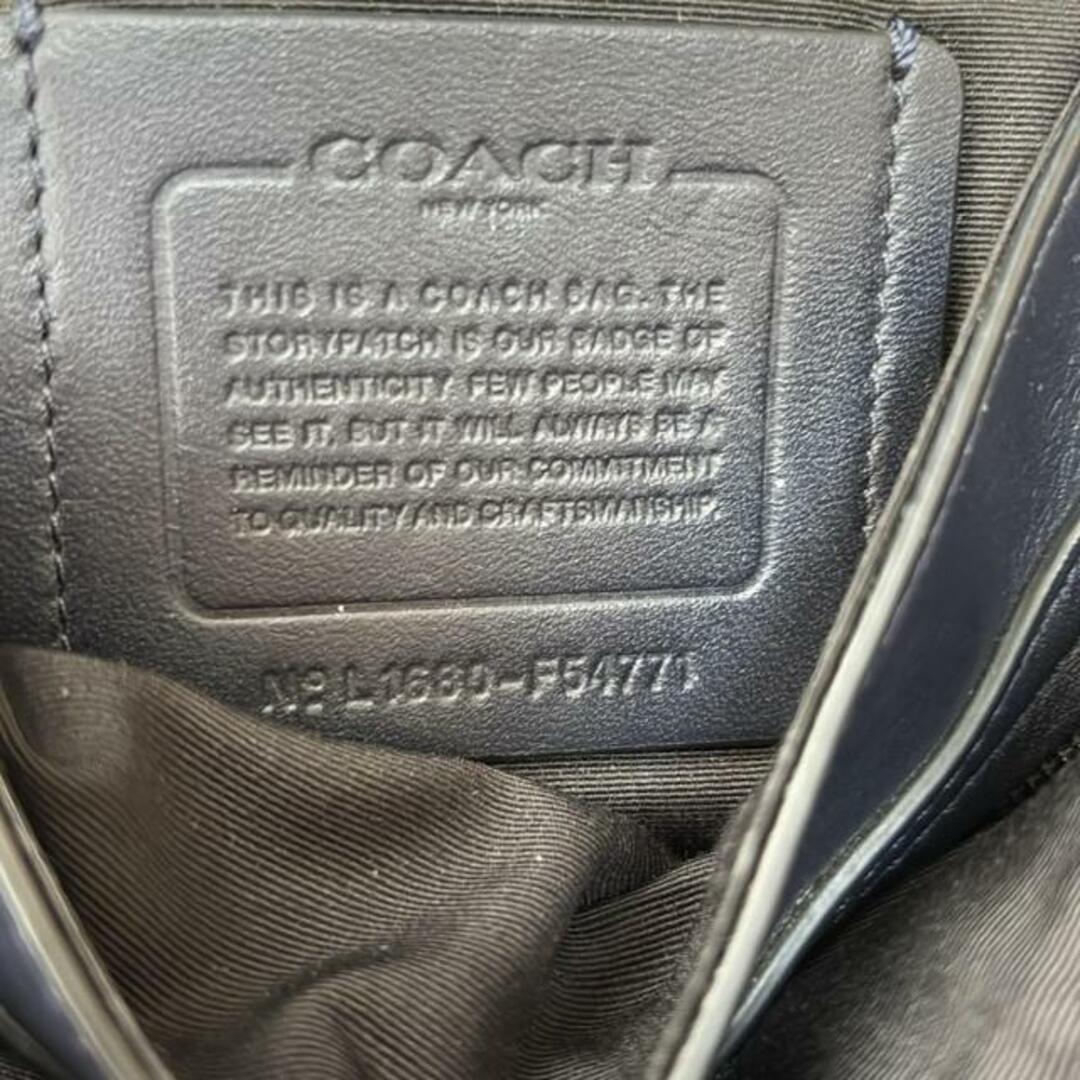 COACH
NEW YORK
THIS IS A COACH BAG. THE
STORYPATCH IS OUR BADGE OF
AUTHENTICITY. FEW PEOPLE MAY
SEE IT, BUT IT WILL ALWAYS BE A
REMINDER OF OUR COMMITMENT
TO QUALITY AND CRAFTSMANSHIP.
Nº L1680-F54771